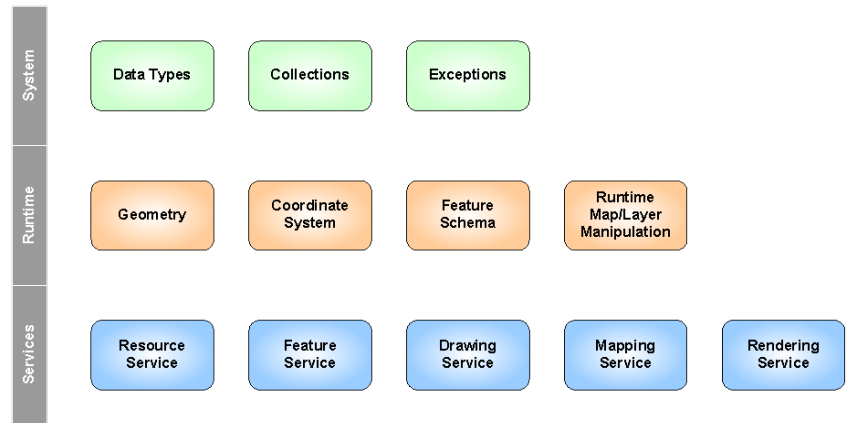 System
Data Types
Collections
Exceptions
Runtime
Geometry
Coordinate
System
Feature
Schema
Runtime
Map/Layer
Manipulation
Services
Resource
Service
Feature
Service
Drawing
Service
Mapping
Service
Rendering
Service